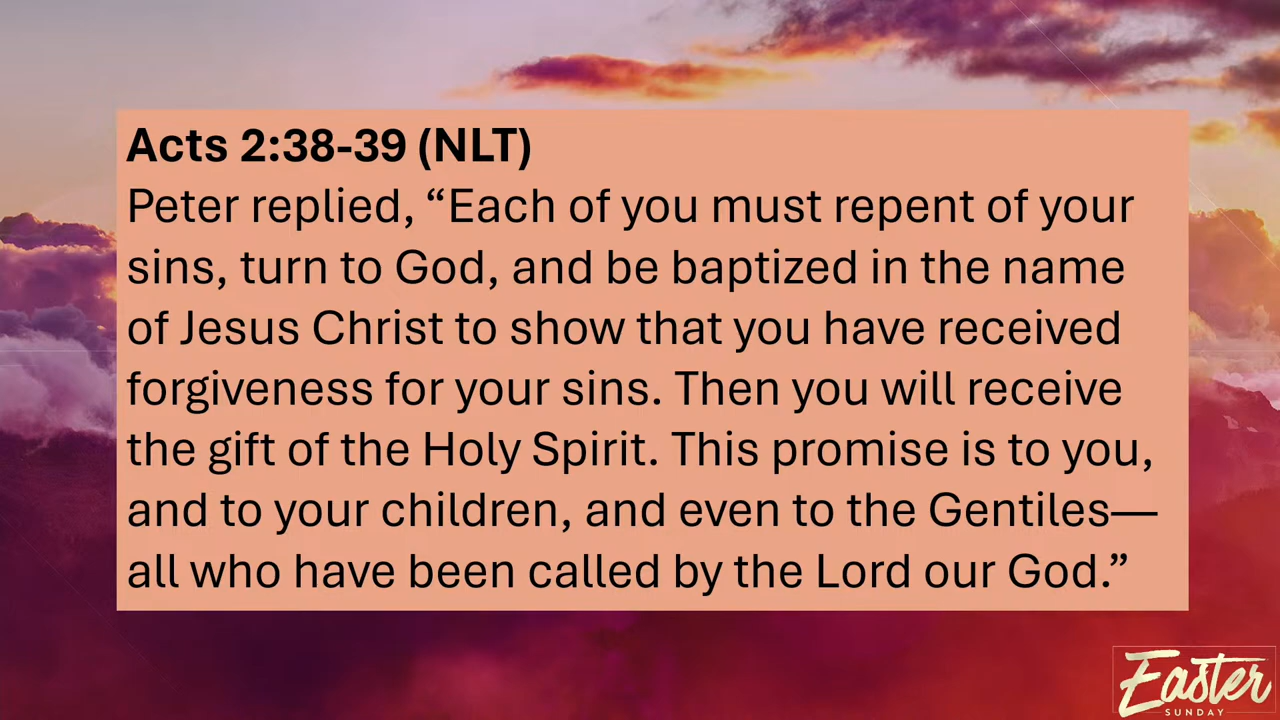 Acts 2:38-39 (NLT)
Peter replied, “Each of you must repent of your
sins, turn to God, and be baptized in the name
of Jesus Christ to show that you have received
forgiveness for your sins. Then you will receive
the gift of the Holy Spirit. This promise is to you,
and to your children, and even to the Gentiles—
all who have been called by the Lord our God.”
Easter
SUNDAY